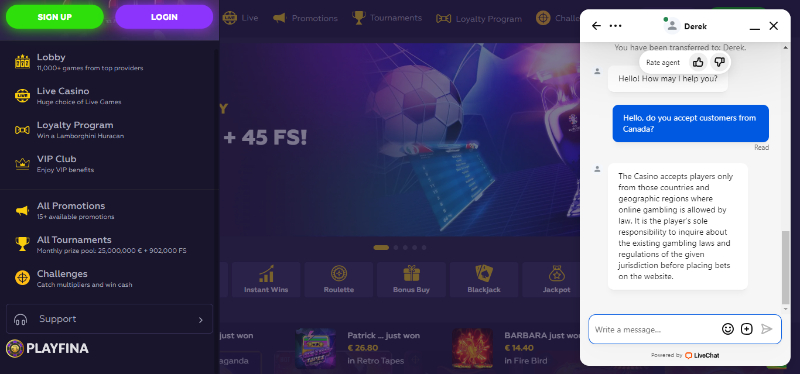 SIGN UP
LOGIN
Live
Promotions
Tournaments
Loyalty Program
Lobby
11,000+ games from top providers
Live Casino
Huge choice of Live Games
Loyalty Program
Win a Lamborghini Huracan
VIP Club
Enjoy VIP benefits
All Promotions
15+ available promotions
All Tournaments
Monthly prize pool: 25,000,000 € + 902,000 FS
Challenges
Catch multipliers and win cash
Support
PLAYFINA
Y
+ 45 FS!
Instant Wins
Roulette
Bonus Buy
Blackjack
Jackpot
just won
Patrick ... just won
€ 26.80
in Retro Tapes
BARBARA just won
€ 14.40
in Fire Bird
Derek
You have been transferred to: Derek.
Rate agent
Hello! How may I help you?
Hello, do you accept customers from
Canada?
Read
The Casino accepts players only
from those countries and
geographic regions where
online gambling is allowed by
law. It is the player's sole
responsibility to inquire about
the existing gambling laws and
regulations of the given
jurisdiction before placing bets
on the website.
Write a message...
Powered by LiveChat